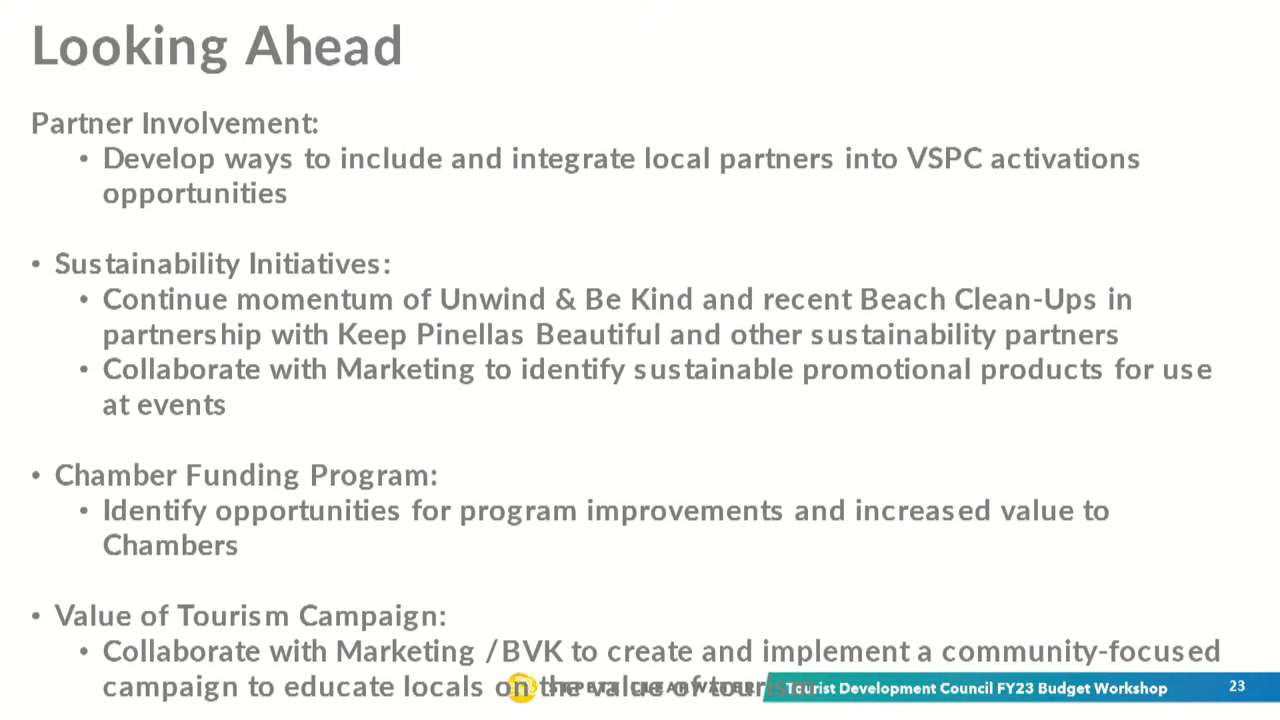 Looking Ahead
Partner Involvement:
• Develop ways to include and integrate local partners into VSPC activations
opportunities
• Sustainability Initiatives:
• Continue momentum of Unwind & Be Kind and recent Beach Clean-Ups in
partnership with Keep Pinellas Beautiful and other sustainability partners
• Collaborate with Marketing to identify sustainable promotional products for use
at events
• Chamber Funding Program:
• Identify opportunities for program improvements and increased value to
Chambers
• Value of Tourism Campaign:
• Collaborate with Marketing /BVK to create and implement a community-focused
campaign to educate locals on the value of tourism
Tourist Development Council FY23 Budget Workshop
23